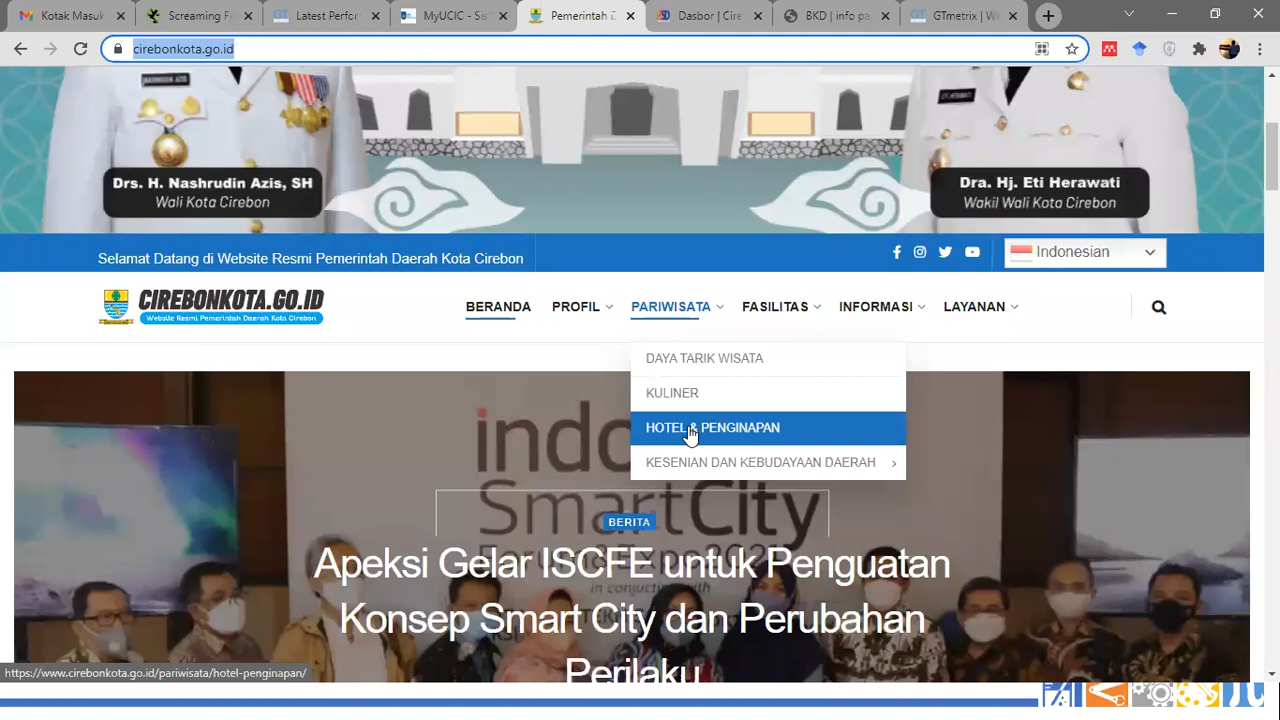 Kotak Masuk
Screaming F
Latest Perfor
MyUCIC - Sis
Pemerintah D
Dasbor | Cire
BKD | info pa
GTmetrix | W
cirebonkota.go.id
Drs. H. Nashrudin Azis, SH
Wali Kota Cirebon
Dra. Hj. Eti Herawati
Wakil Wali Kota Cirebon
Selamat Datang di Website Resmi Pemerintah Daerah Kota Cirebon
Indonesian
CIREBONKOTA.GO.ID
Website Resmi Pemerintah Daerah Kota Cirebon
BERANDA PROFIL PARIWISATA FASILITAS INFORMASI LAYANAN
DAYA TARIK WISATA
KULINER
HOTEL & PENGINAPAN
KESENIAN DAN KEBUDAYAAN DAERAH
SmartCity
BERITA
Apeksi Gelar ISCFE untuk Penguatan
Konsep Smart City dan Perubahan
Perilaku
https://www.cirebonkota.go.id/pariwisata/hotel-penginapan/